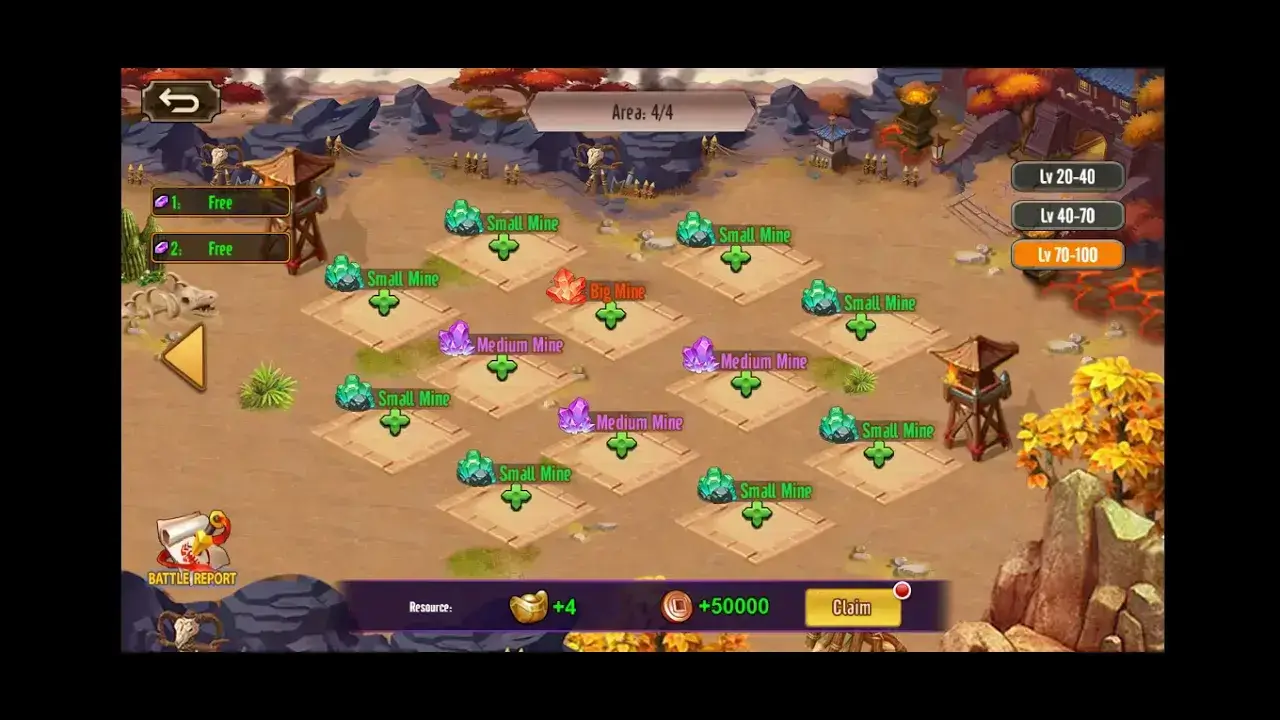 Area: 4/4
Lv 20-40
1: Free
Lv 40-70
2: Free
Lv 70-100
Small Mine
Small Mine
Small Mine
Big Mine
Small Mine
Medium Mine
Medium Mine
Small Mine
Medium Mine
Small Mine
Small Mine
Small Mine
BATTLE REPORT
Resource: +4 +50000 Claim